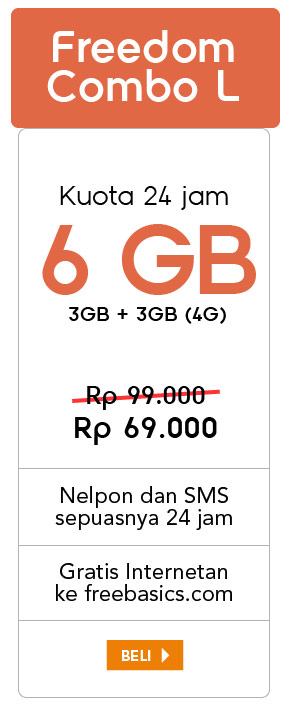 Freedom
Combo L
Kuota 24 jam
6 GB
3GB + 3GB (4G)
Rp 99.000
Rp 69.000
Nelpon dan SMS
sepuasnya 24 jam
Gratis Internetan
ke freebasics.com
BELI